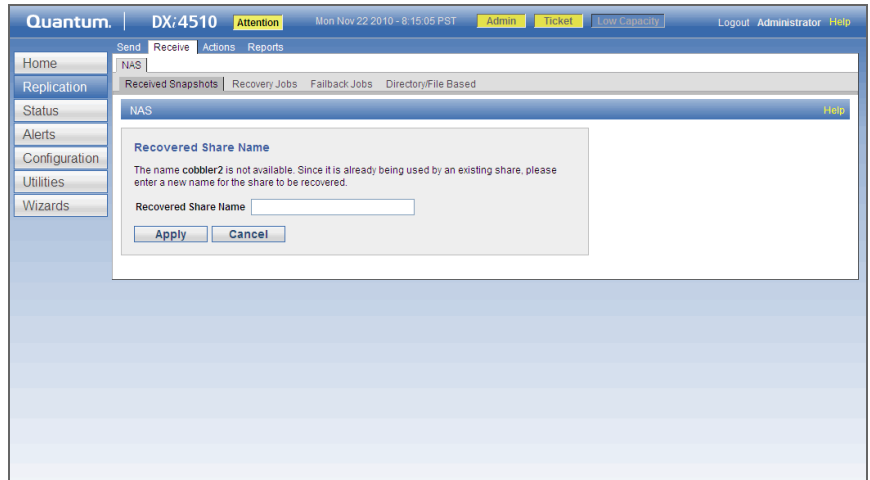 Quantum. DXi4510 Attention Mon Nov 22 2010 - 8:15:05 PST Admin Ticket Low Capacity Logout Administrator Help
Send Receive Actions Reports
Home
NAS
Replication
Received Snapshots Recovery Jobs Failback Jobs Directory/File Based
Status
NAS Help
Alerts
Configuration
Utilities
Wizards
Recovered Share Name
The name cobbler2 is not available. Since it is already being used by an existing share, please
enter a new name for the share to be recovered.
Recovered Share Name
Apply Cancel